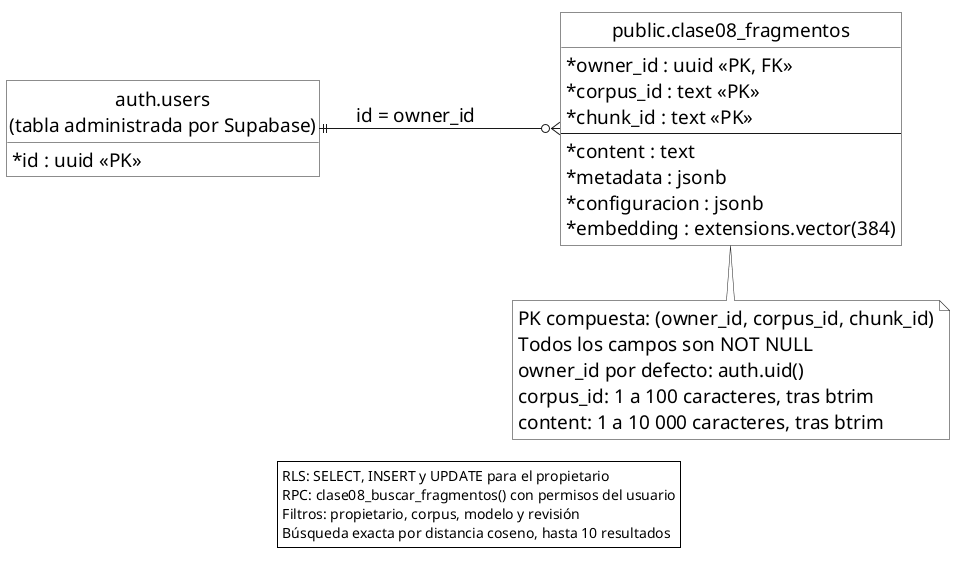 auth.users
(tabla administrada por Supabase)
*id : uuid «PK»
id = owner_id
public.clase08_fragmentos
*owner_id : uuid «PK, FK»
*corpus_id : text «PK»
*chunk_id : text «PK»
*content : text
*metadata : jsonb
*configuracion : jsonb
*embedding : extensions.vector(384)
PK compuesta: (owner_id, corpus_id, chunk_id)
Todos los campos son NOT NULL
owner_id por defecto: auth.uid()
corpus_id: 1 a 100 caracteres, tras btrim
content: 1 a 10 000 caracteres, tras btrim
RLS: SELECT, INSERT y UPDATE para el propietario
RPC: clase08_buscar_fragmentos() con permisos del usuario
Filtros: propietario, corpus, modelo y revisión
Búsqueda exacta por distancia coseno, hasta 10 resultados